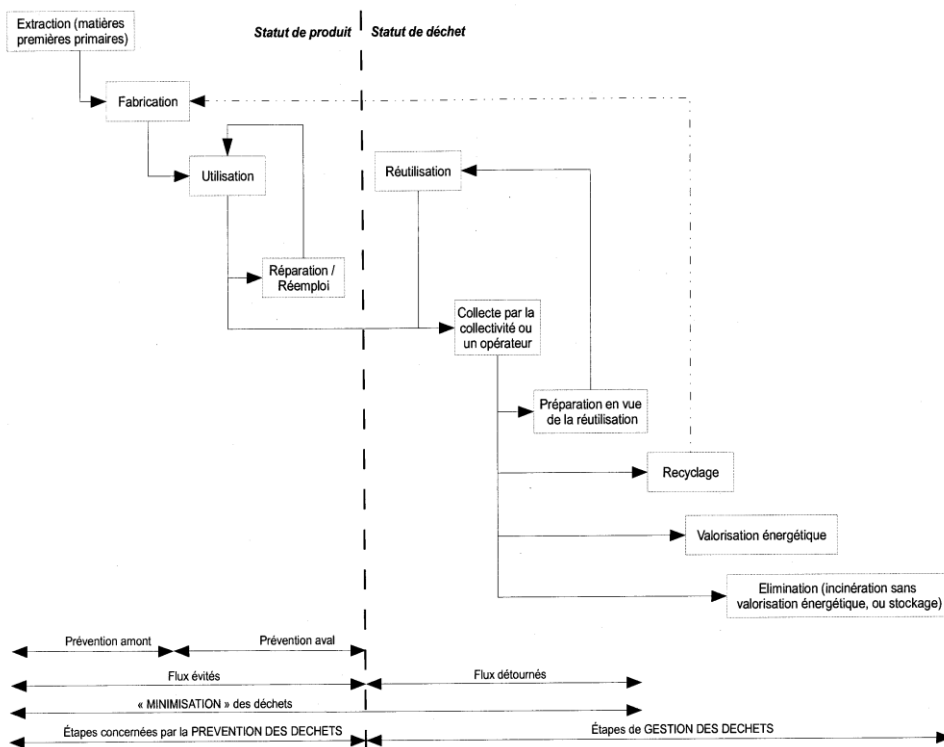 Extraction (matières
premières primaires)
Statut de produit
Statut de déchet
Fabrication
Utilisation
Réutilisation
Réparation /
Réemploi
Collecte par la
collectivité ou
un opérateur
Préparation en vue
de la réutilisation
Recyclage
Valorisation énergétique
Elimination (incinération sans
valorisation énergétique, ou stockage)
Prévention amont
Prévention aval
Flux évités
Flux détournés
« MINIMISATION » des déchets
Étapes concernées par la PREVENTION DES DECHETS
Étapes de GESTION DES DECHETS